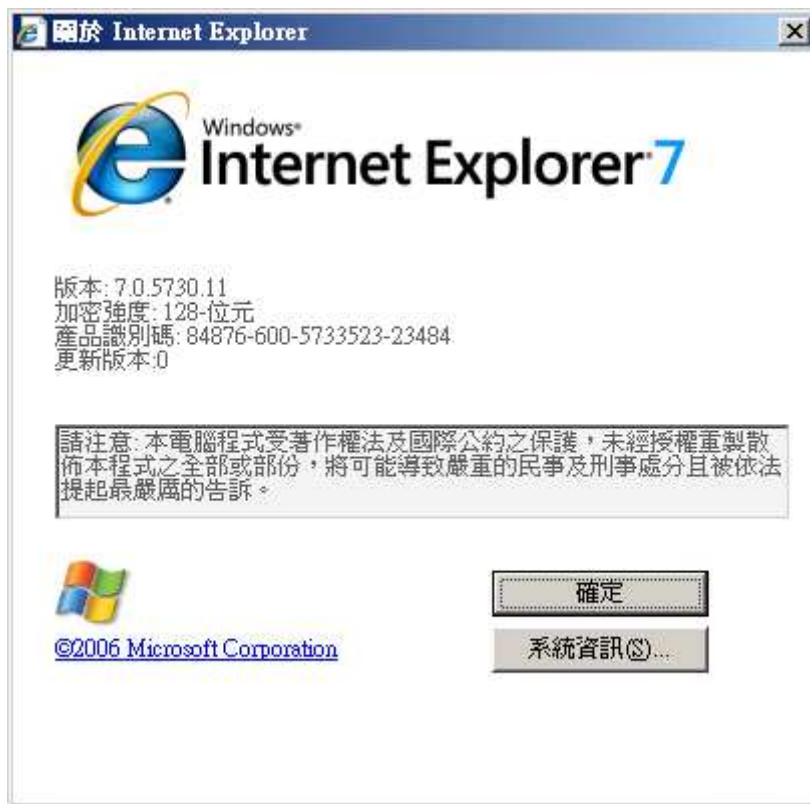 關於 Internet Explorer
Windows®
Internet Explorer 7
版本: 7.0.5730.11
加密強度: 128-位元
產品識別碼: 84876-600-5733523-23484
更新版本:0
請注意: 本電腦程式受著作權法及國際公約之保護，未經授權重製散
佈本程式之全部或部份，將可能導致嚴重的民事及刑事處分且被依法
提起最嚴厲的告訴。
確定
©2006 Microsoft Corporation
系統資訊(S)...